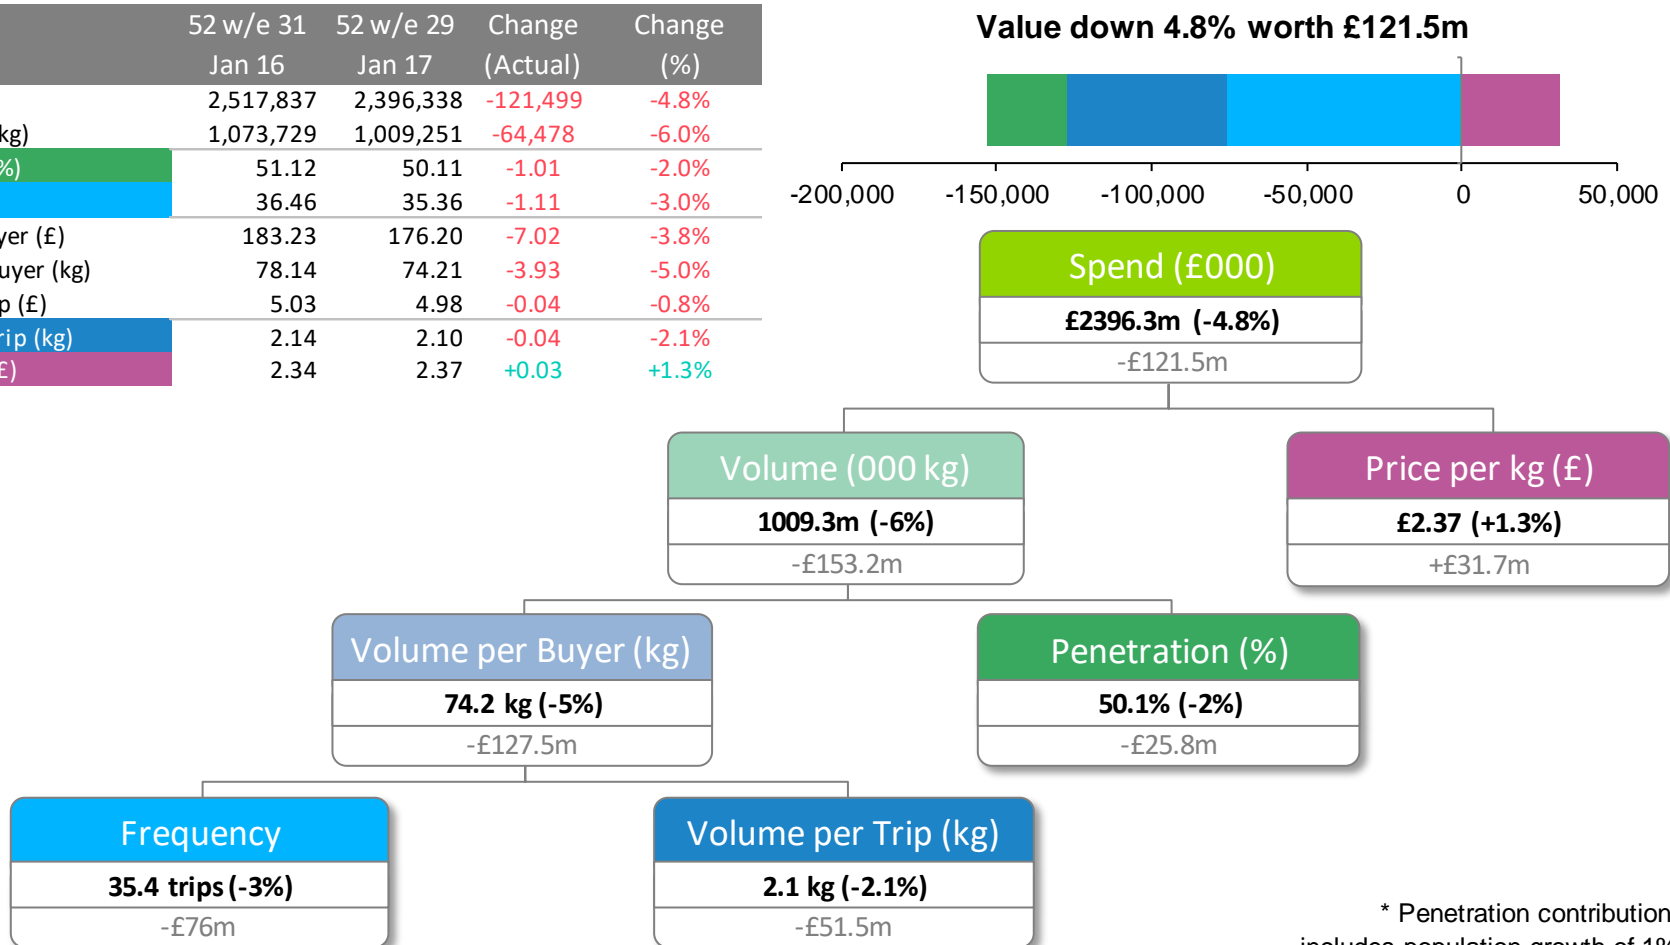 52 w/e 31 52 w/e 29 Change Change
Jan 16 Jan 17 (Actual) (%)
2,517,837 2,396,338 -121,499 -4.8%
kg) 1,073,729 1,009,251 -64,478 -6.0%
%) 51.12 50.11 -1.01 -2.0%
36.46 35.36 -1.11 -3.0%
yer (£) 183.23 176.20 -7.02 -3.8%
uyer (kg) 78.14 74.21 -3.93 -5.0%
p (£) 5.03 4.98 -0.04 -0.8%
rip (kg) 2.14 2.10 -0.04 -2.1%
£) 2.34 2.37 +0.03 +1.3%
Value down 4.8% worth £121.5m
-200,000 -150,000 -100,000 -50,000 0 50,000
Spend (£000)
£2396.3m (-4.8%)
-£121.5m
Volume (000 kg)
1009.3m (-6%)
-£153.2m
Price per kg (£)
£2.37 (+1.3%)
+£31.7m
Volume per Buyer (kg)
74.2 kg (-5%)
-£127.5m
Penetration (%)
50.1% (-2%)
-£25.8m
Frequency
35.4 trips (-3%)
-£76m
Volume per Trip (kg)
2.1 kg (-2.1%)
-£51.5m
* Penetration contribution
includes population growth of 1%